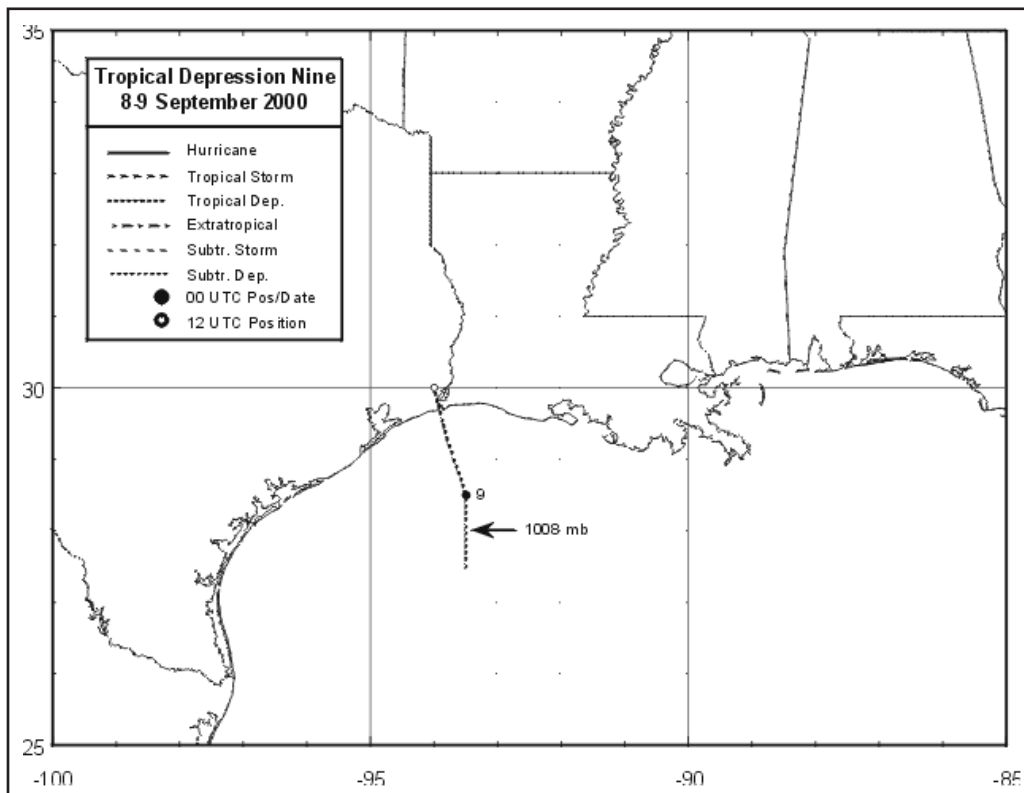 35
Tropical Depression Nine
8-9 September 2000
Hurricane
Tropical Storm
Tropical Dep.
Extratropical
Subtr. Storm
Subtr. Dep.
00 UTC Pos/Date
12 UTC Position
30
9
1008 mb
25
-100
-95
-90
-85